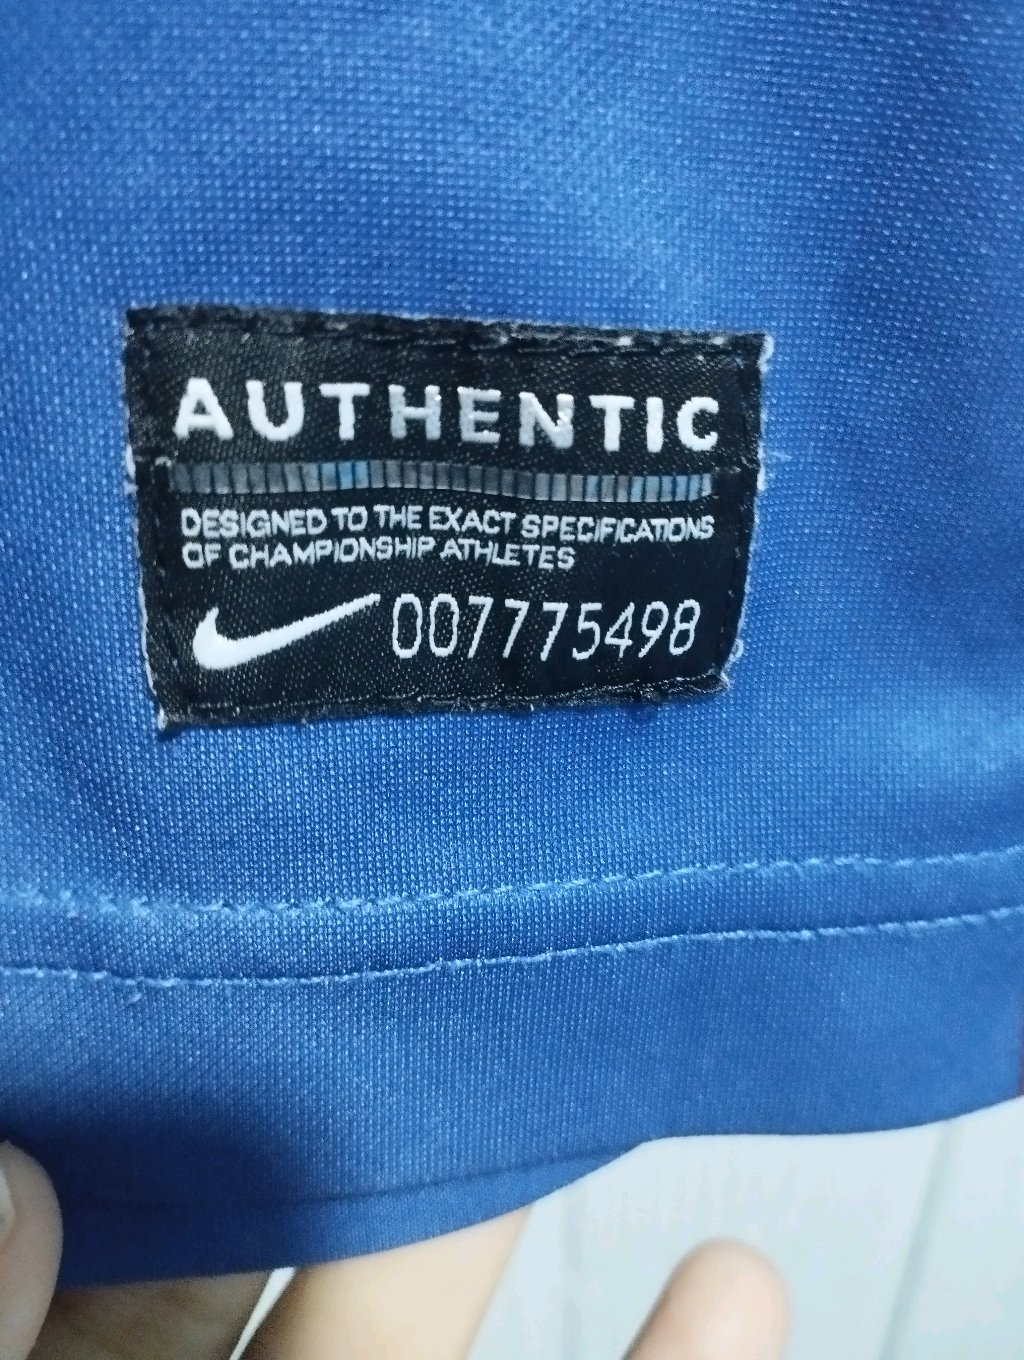 AUTHENTIC
DESIGNED TO THE EXACT SPECIFICATIONS
OF CHAMPIONSHIP ATHLETES
007775498